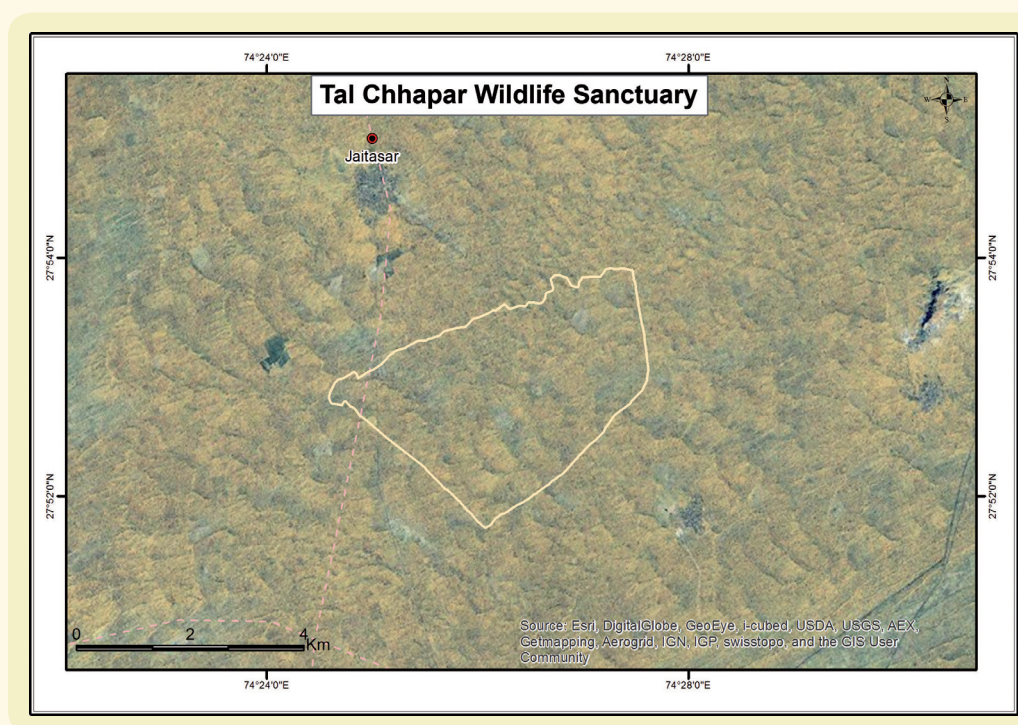 74°24'0"E
74°28'0"E
Tal Chhapar Wildlife Sanctuary
N
W E
S
Jaitasar
27°54'0"N
27°54'0"N
27°52'0"N
27°52'0"N
0 2 4
Km
Source: Esri, DigitalGlobe, GeoEye, i-cubed, USDA, USGS, AEX,
Getmapping, Aerogrid, IGN, IGP, swisstopo, and the GIS User
Community
74°24'0"E
74°28'0"E